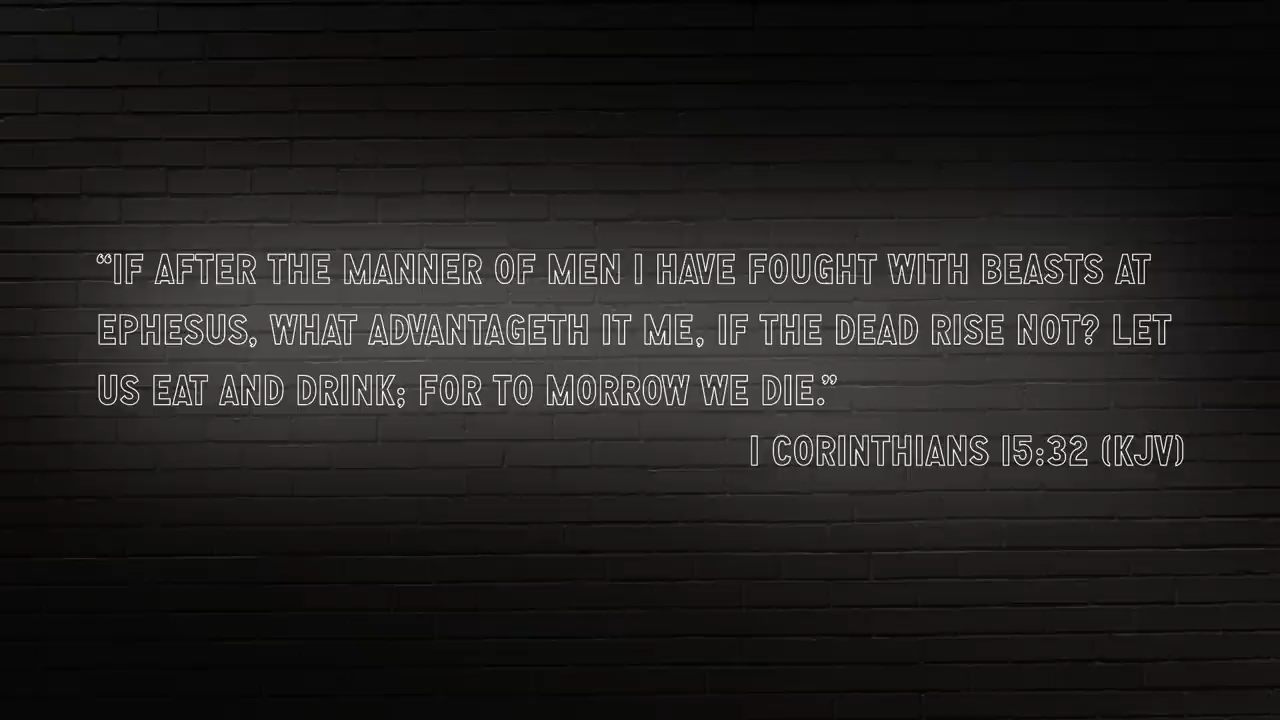 “IF AFTER THE MANNER OF MEN I HAVE FOUGHT WITH BEASTS AT
EPHESUS, WHAT ADVANTAGETH IT ME, IF THE DEAD RISE NOT? LET
US EAT AND DRINK; FOR TO MORROW WE DIE.”
1 CORINTHIANS 15:32 (KJV)